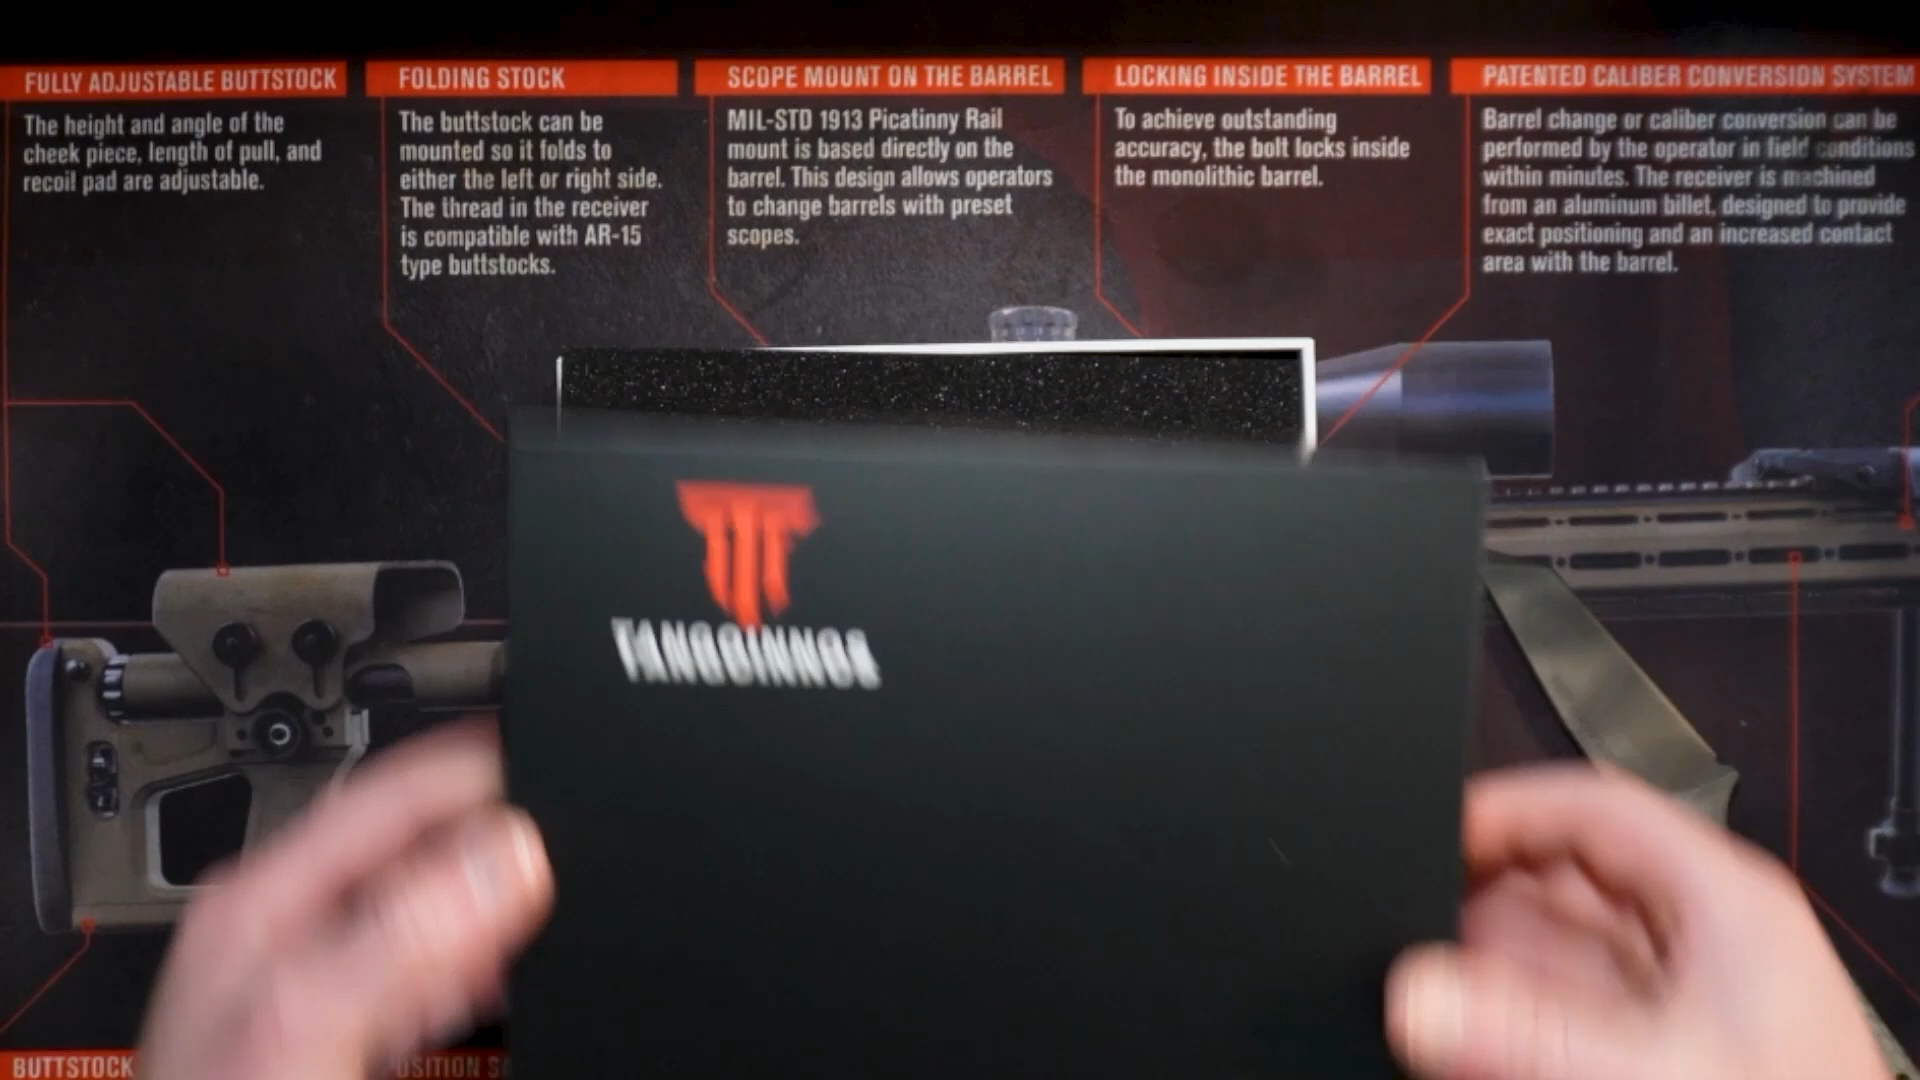 FULLY ADJUSTABLE BUTTSTOCK
The height and angle of the
cheek piece, length of pull, and
recoil pad are adjustable.
FOLDING STOCK
The buttstock can be
mounted so it folds to
either the left or right side.
The thread in the receiver
is compatible with AR-15
type buttstocks.
SCOPE MOUNT ON THE BARREL
MIL-STD 1913 Picatinny Rail
mount is based directly on the
barrel. This design allows operators
to change barrels with preset
scopes.
LOCKING INSIDE THE BARREL
To achieve outstanding
accuracy, the bolt locks inside
the monolithic barrel.
PATENTED CALIBER CONVERSION SYSTEM
Barrel change or caliber conversion can be
performed by the operator in field conditions
within minutes. The receiver is machined
from an aluminum billet, designed to provide
exact positioning and an increased contact
area with the barrel.
BUTTSTOCK